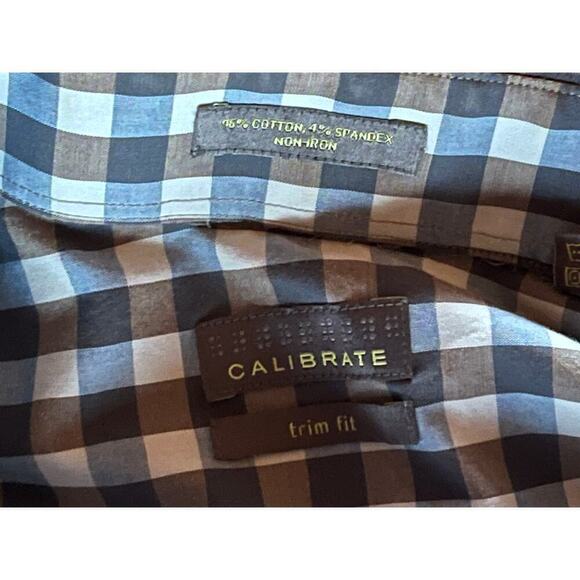 96% COTTON, 4% SPANDEX
NON-IRON
CALIBRATE
trim fit